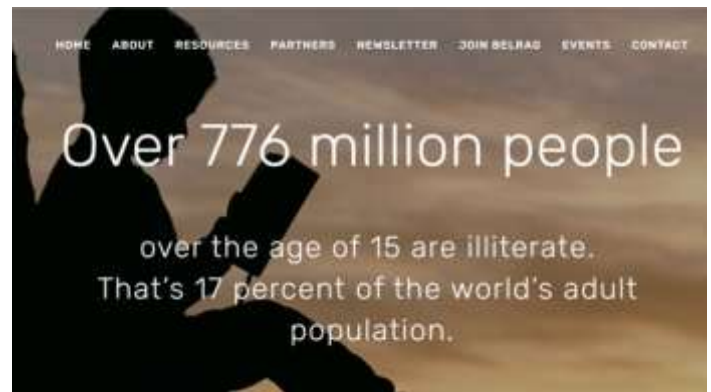 HOME ABOUT RESOURCES PARTNERS NEWSLETTER JOIN BELRAG EVENTS CONTACT
Over 776 million people
over the age of 15 are illiterate.
That's 17 percent of the world's adult
population.